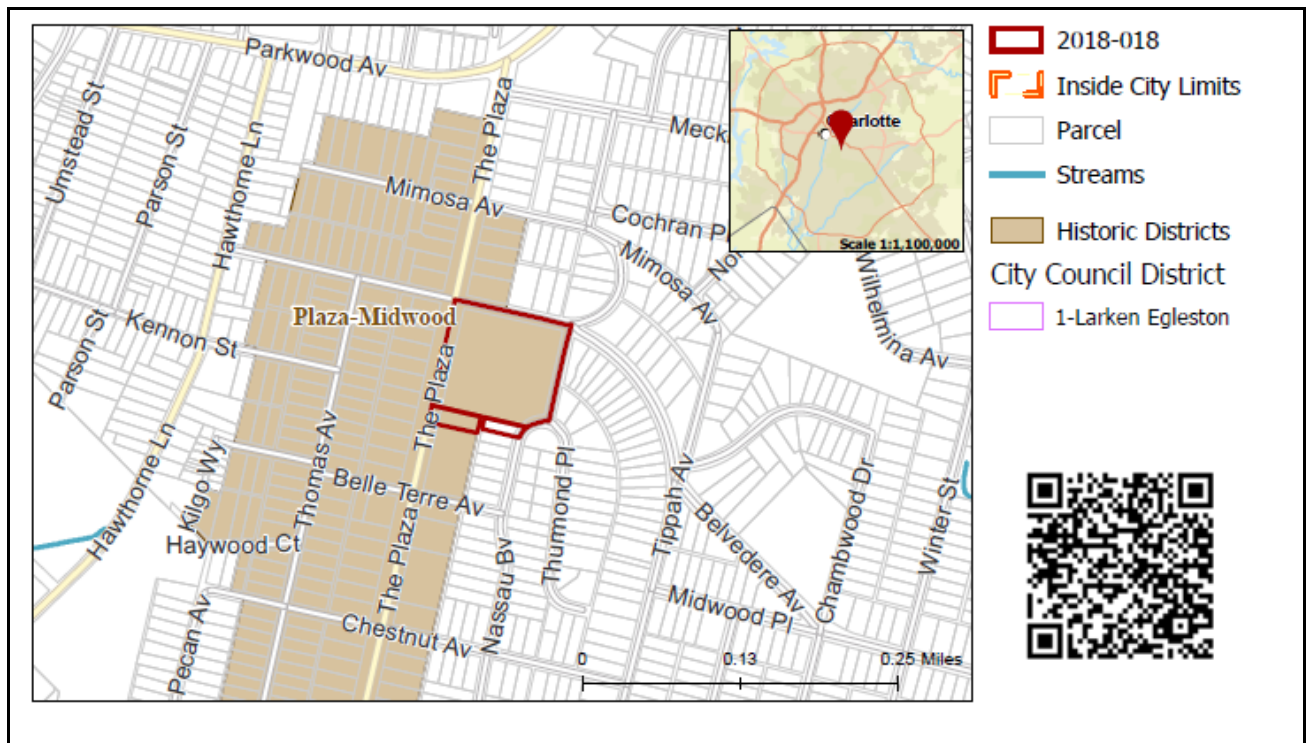 Parkwood Av
Umstead St
Parson St
Hawthorne Ln
The Plaza
Mimosa Av
Cochran
Mimosa Av
Wilhelmina Av
Charlotte
Scale 1:1,100,000
Plaza-Midwood
Kennon St
Parson St
The Plaza
Thomas Av
Hawthorne Ln
Kilgo Wy
Belle Terre Av
Haywood Ct
The Plaza
Pecan Av
Chestnut Av
Nassau Bv
Thurmond Pl
Tippah Av
Belvedere Av
Chambwood Dr
Winter St
Midwood Pl
0
0.13
0.25 Miles
2018-018
Inside City Limits
Parcel
Streams
Historic Districts
City Council District
1-Larken Egleston